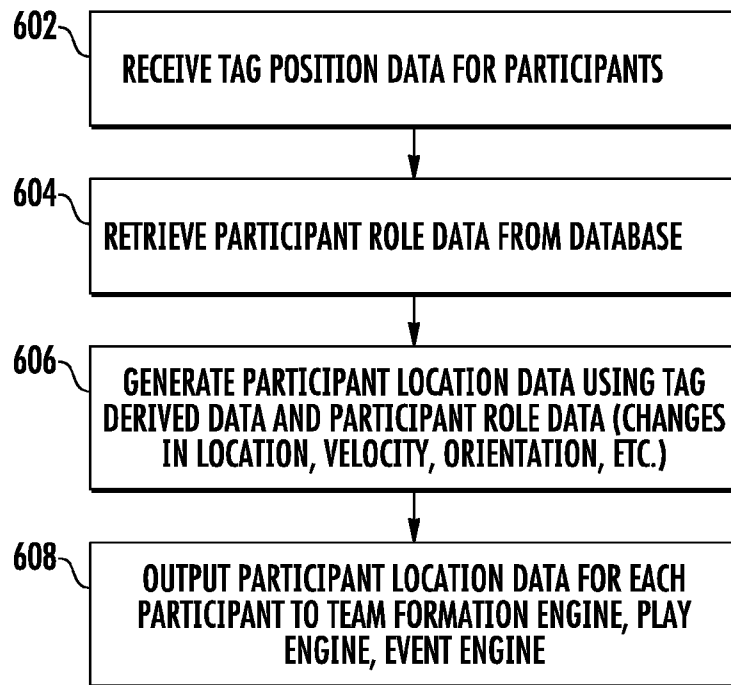 602
RECEIVE TAG POSITION DATA FOR PARTICIPANTS
604
RETRIEVE PARTICIPANT ROLE DATA FROM DATABASE
606
GENERATE PARTICIPANT LOCATION DATA USING TAG
DERIVED DATA AND PARTICIPANT ROLE DATA (CHANGES
IN LOCATION, VELOCITY, ORIENTATION, ETC.)
608
OUTPUT PARTICIPANT LOCATION DATA FOR EACH
PARTICIPANT TO TEAM FORMATION ENGINE, PLAY
ENGINE, EVENT ENGINE